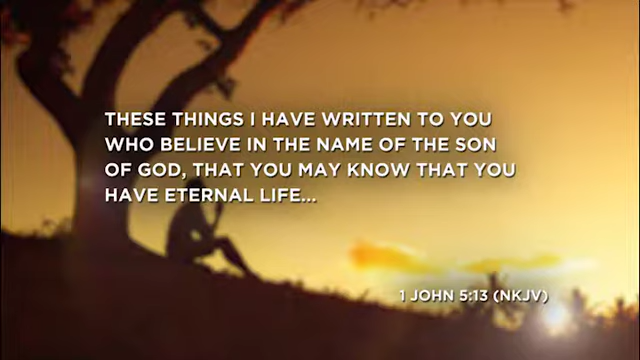 THESE THINGS I HAVE WRITTEN TO YOU
WHO BELIEVE IN THE NAME OF THE SON
OF GOD, THAT YOU MAY KNOW THAT YOU
HAVE ETERNAL LIFE...
1 JOHN 5:13 (NKJV)